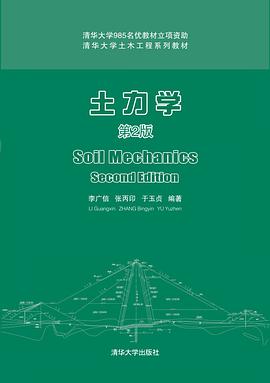 清华大学985名优教材立项资助
清华大学土木工程系列教材
土力学
第2版
Soil Mechanics
Second Edition
李广信 张丙印 于玉贞 编著
LI Guangxin ZHANG Bingyin YU Yuzhen
清华大学出版社